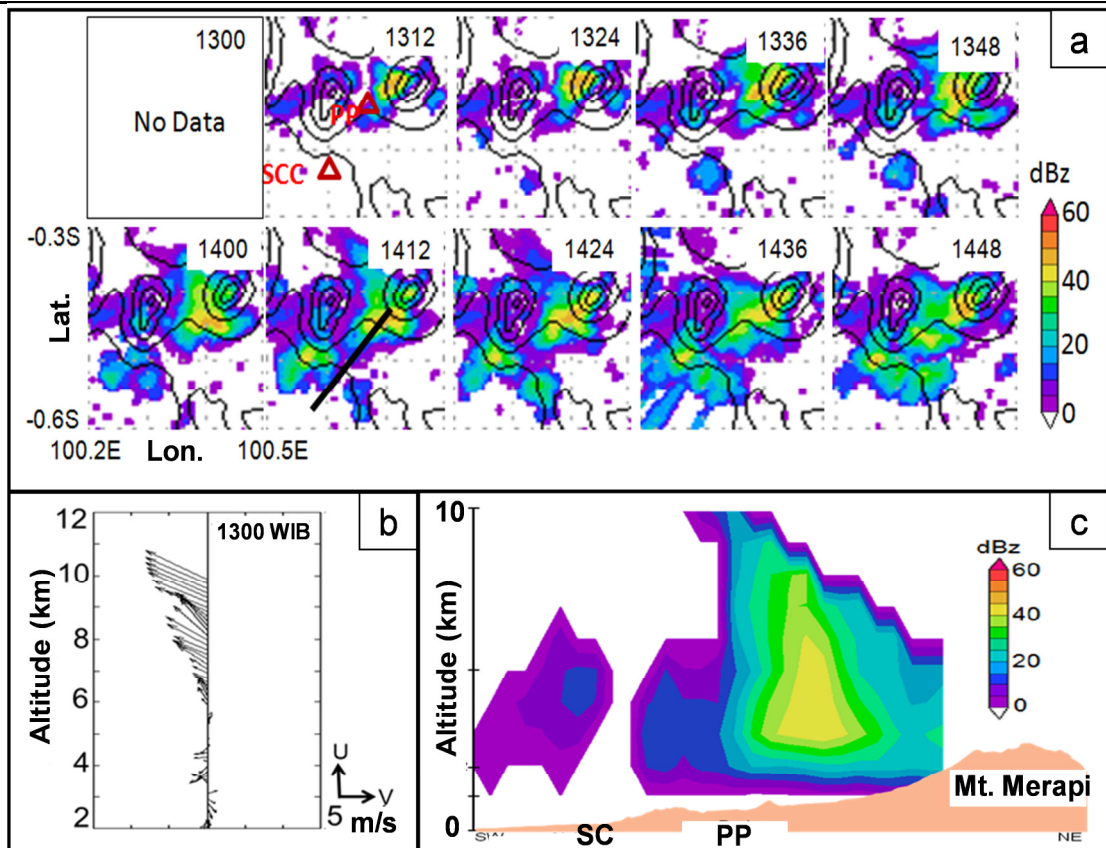 a
1300
No Data
1312
PP
SCC
1324
1336
1348
dBz
60
40
20
0
-0.3S
Lat.
-0.6S
1400
1412
1424
1436
1448
100.2E Lon. 100.5E
b
1300 WIB
12
10
8
6
4
2
Altitude (km)
U
V
5 m/s
c
10
0
Altitude (km)
dBz
60
40
20
0
Mt. Merapi
SC
PP
NE